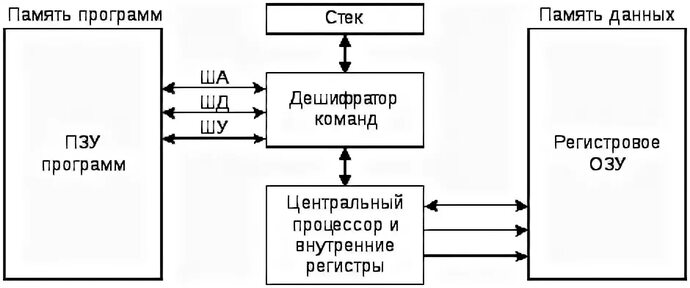 Память программ
Стек
Память данных
ША
ШД
ШУ
Дешифратор
команд
ПЗУ
программ
Регистровое
ОЗУ
Центральный
процессор и
внутренние
регистры